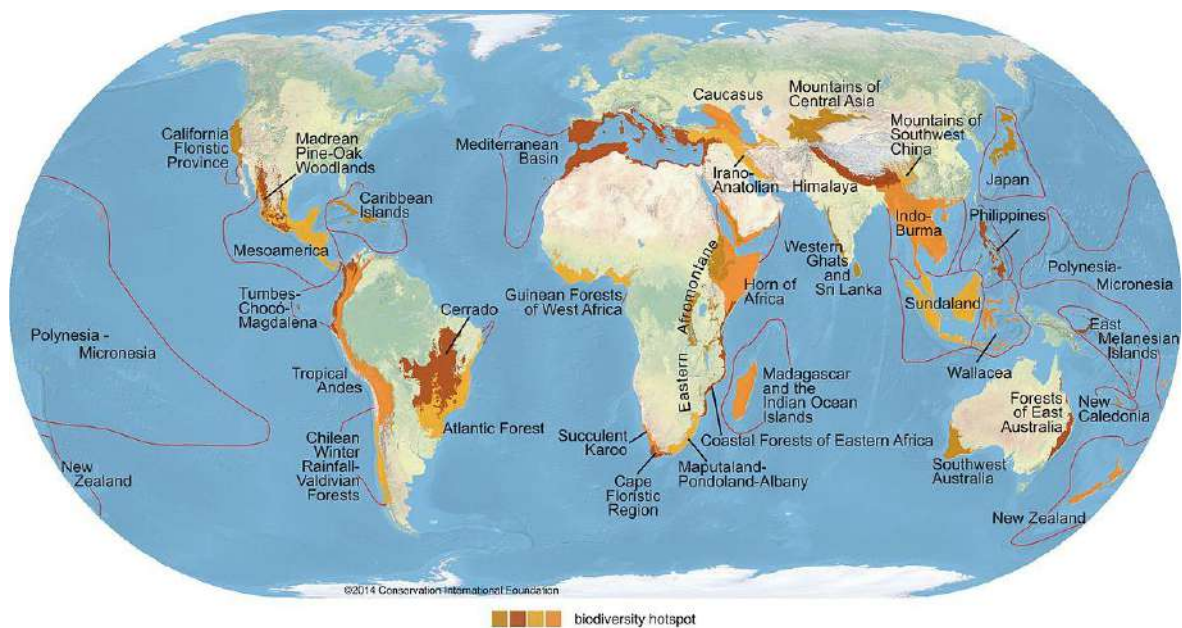 California
Floristic
Province
Madrean
Pine-Oak
Woodlands
Caribbean
Islands
Mesoamerica
Tumbes-
Chocó-
Magdalena
Cerrado
Polynesia -
Micronesia
Tropical
Andes
Atlantic Forest
Chilean
Winter
Rainfall-
Valdivian
Forests
New
Zealand
Mediterranean
Basin
Caucasus
Mountains of
Central Asia
Mountains of
Southwest
China
Irano-
Anatolian
Himalaya
Japan
Indo-
Burma
Philippines
Western
Ghats
and
Sri Lanka
Polynesia-
Micronesia
Guinean Forests
of West Africa
Eastern Afromontane
Horn of
Africa
Sundaland
East
Melanesian
Islands
Wallacea
Madagascar
and the
Indian Ocean
Islands
Coastal Forests of Eastern Africa
Succulent
Karoo
Cape
Floristic
Region
Maputaland-
Pondoland-Albany
Forests
of East
Australia
New
Caledonia
Southwest
Australia
New Zealand
©2014 Conservation International Foundation
biodiversity hotspot